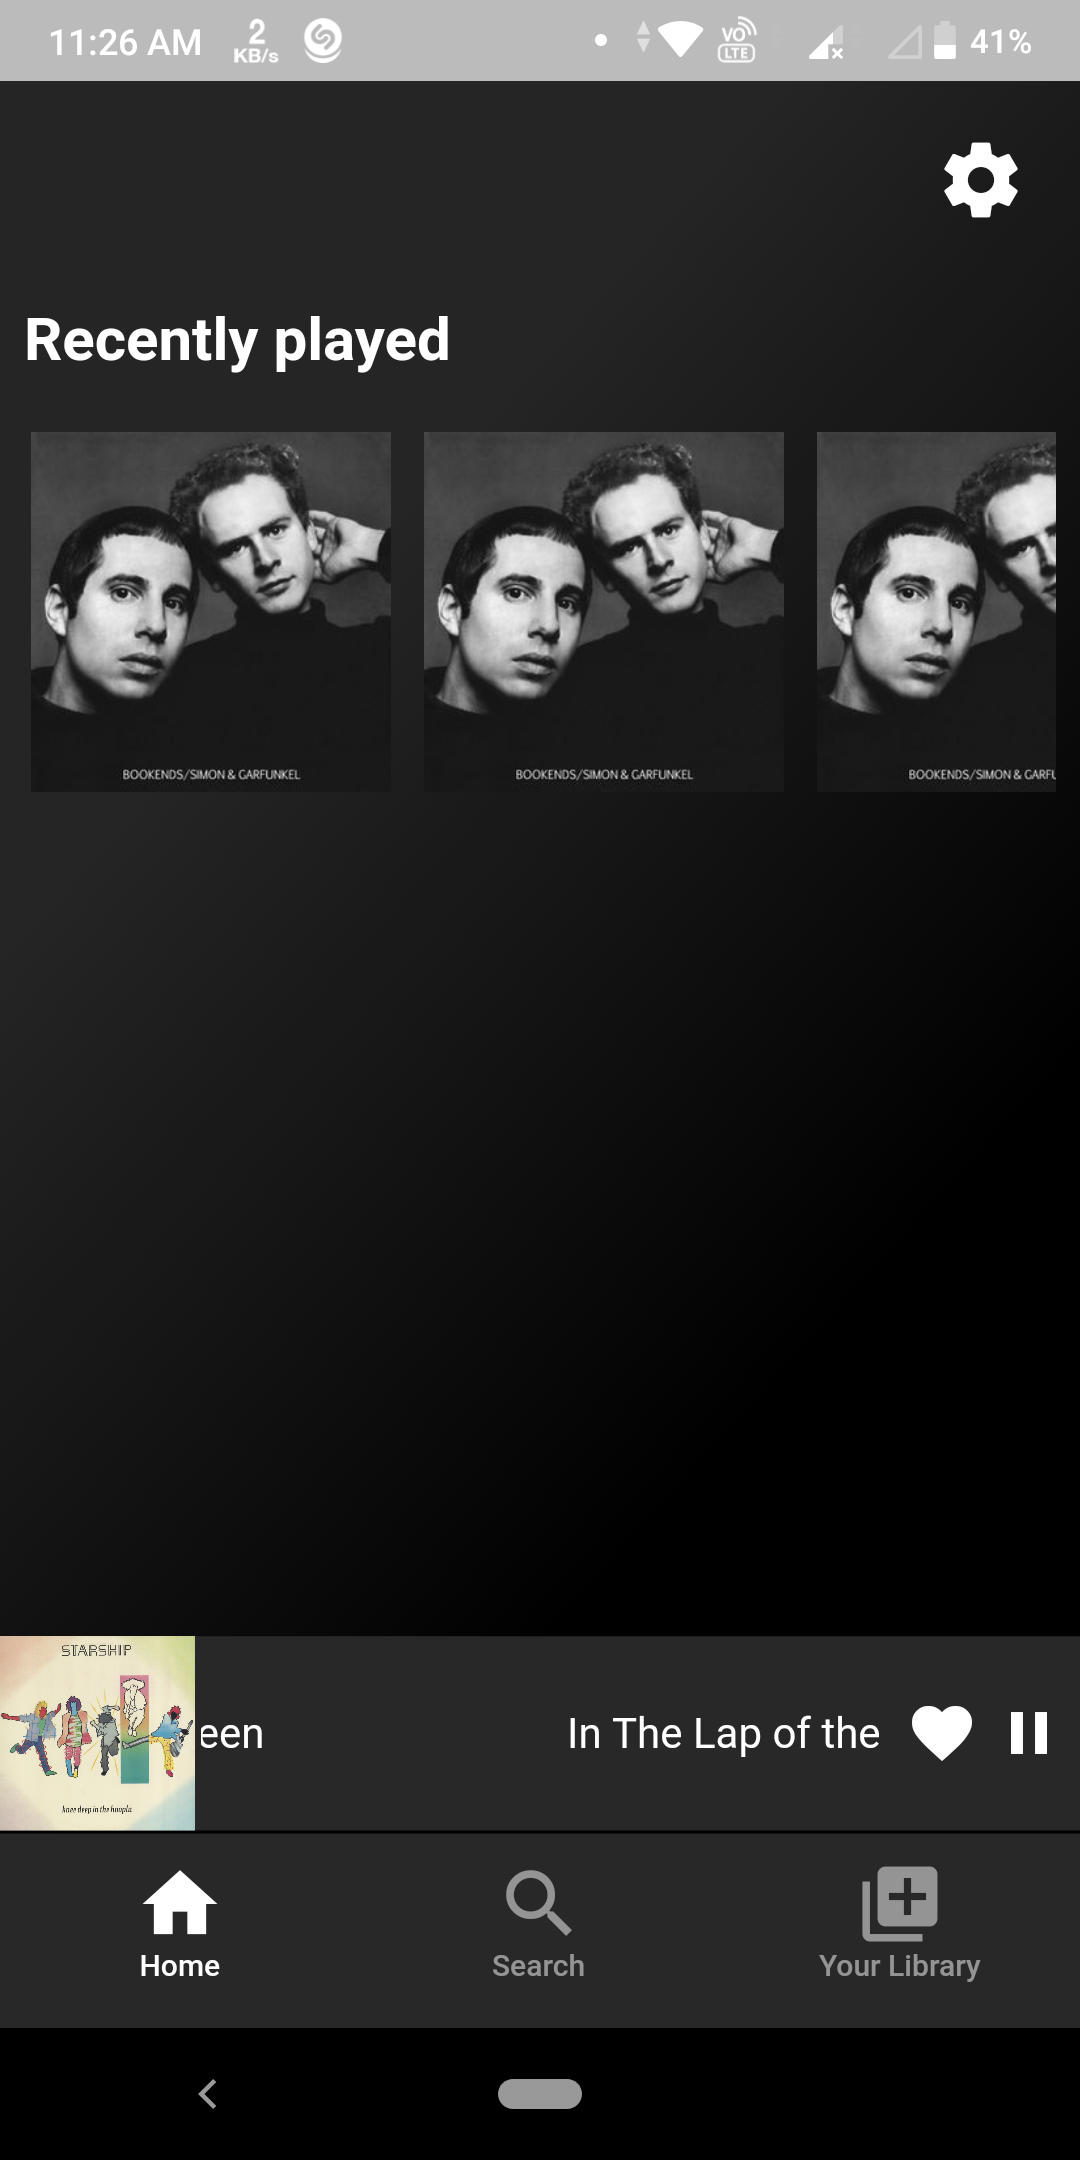 11:26 AM 2 KB/s VO LTE 41%
Recently played
BOOKENDS/SIMON & GARFUNKEL BOOKENDS/SIMON & GARFUNKEL BOOKENDS/SIMON & GARFU
STARSHIP
een In The Lap of the
knee deep in the hoopla
Home Search Your Library